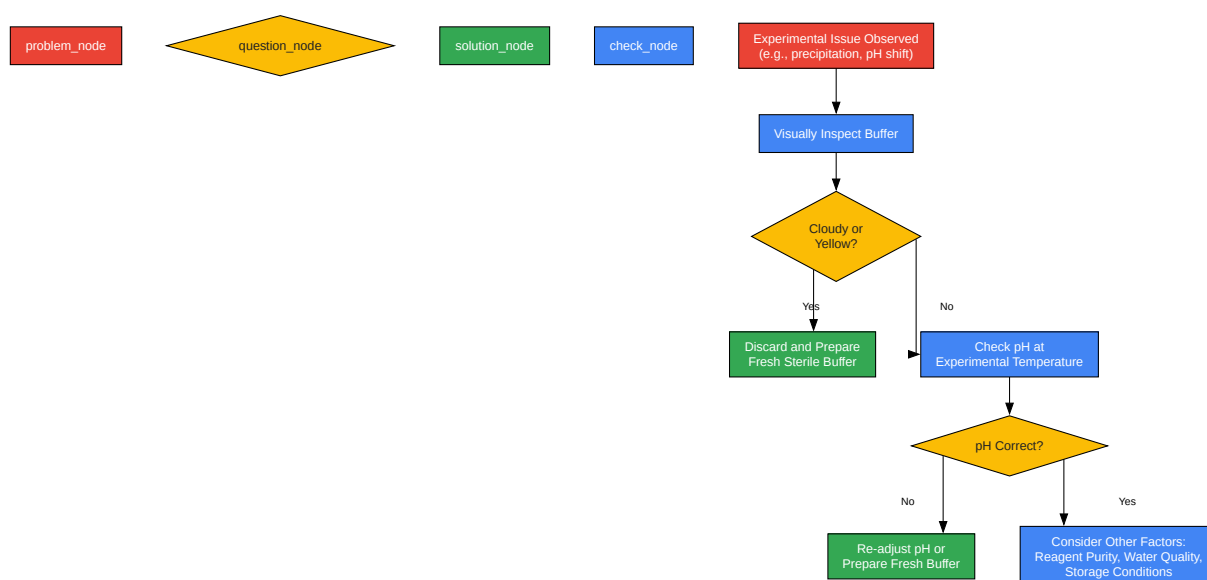 problem_node
question_node
solution_node
check_node
Experimental Issue Observed
(e.g., precipitation, pH shift)
Visually Inspect Buffer
Cloudy or
Yellow?
Yes
No
Discard and Prepare
Fresh Sterile Buffer
Check pH at
Experimental Temperature
pH Correct?
No
Yes
Re-adjust pH or
Prepare Fresh Buffer
Consider Other Factors:
Reagent Purity, Water Quality,
Storage Conditions